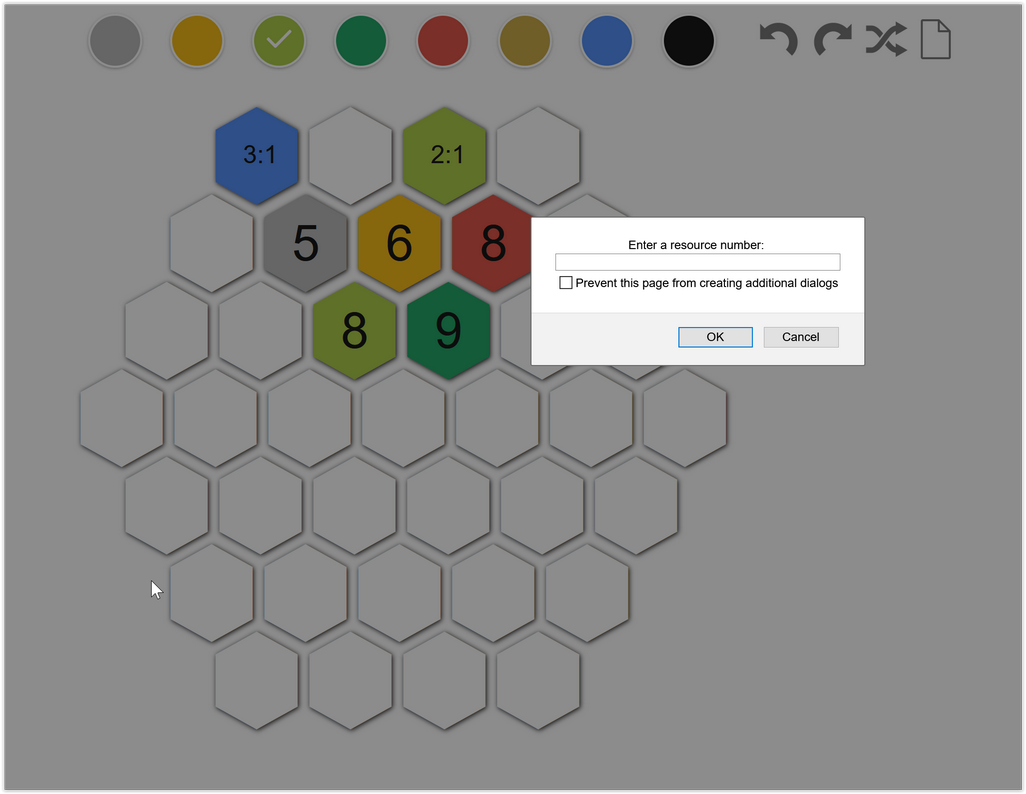 3:1
2:1
5
6
8
Enter a resource number:
Prevent this page from creating additional dialogs
8
9
OK
Cancel